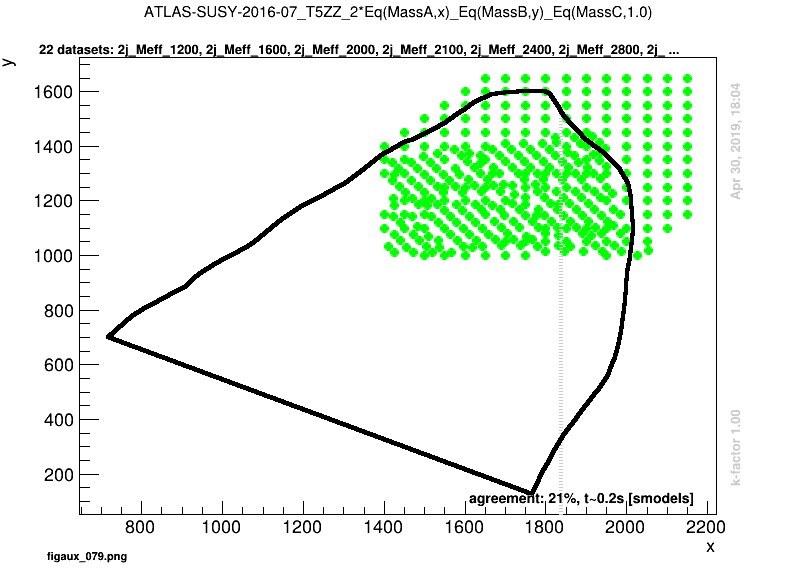 ATLAS-SUSY-2016-07_T5ZZ_2*Eq(MassA,x)_Eq(MassB,y)_Eq(MassC,1.0)
22 datasets: 2j_Meff_1200, 2j_Meff_1600, 2j_Meff_2000, 2j_Meff_2100, 2j_Meff_2400, 2j_Meff_2800, 2j_ ...
y
1600
1400
1200
1000
800
600
400
200
Apr 30, 2019, 18:04
k-factor 1.00
agreement: 21%, t~0.2s [smodels]
800 1000 1200 1400 1600 1800 2000 2200
x
figaux_079.png